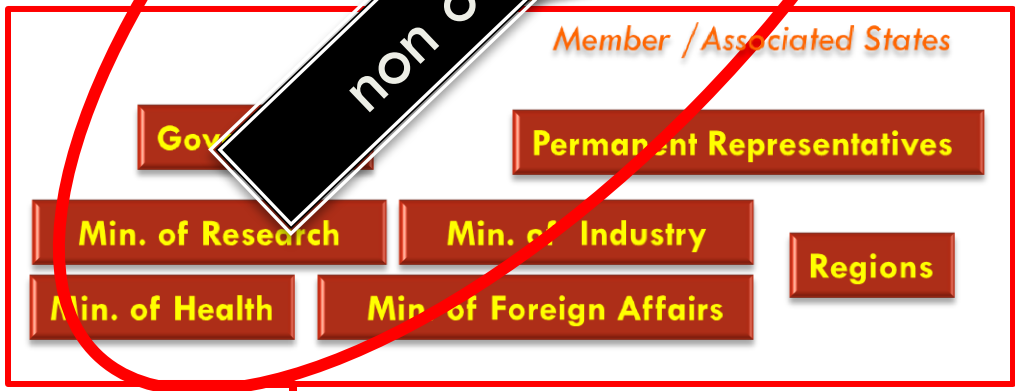 non
Member / Associated States
Permanent Representatives
Min. of Research
Min. of Industry
Regions
Min. of Health
Min. of Foreign Affairs